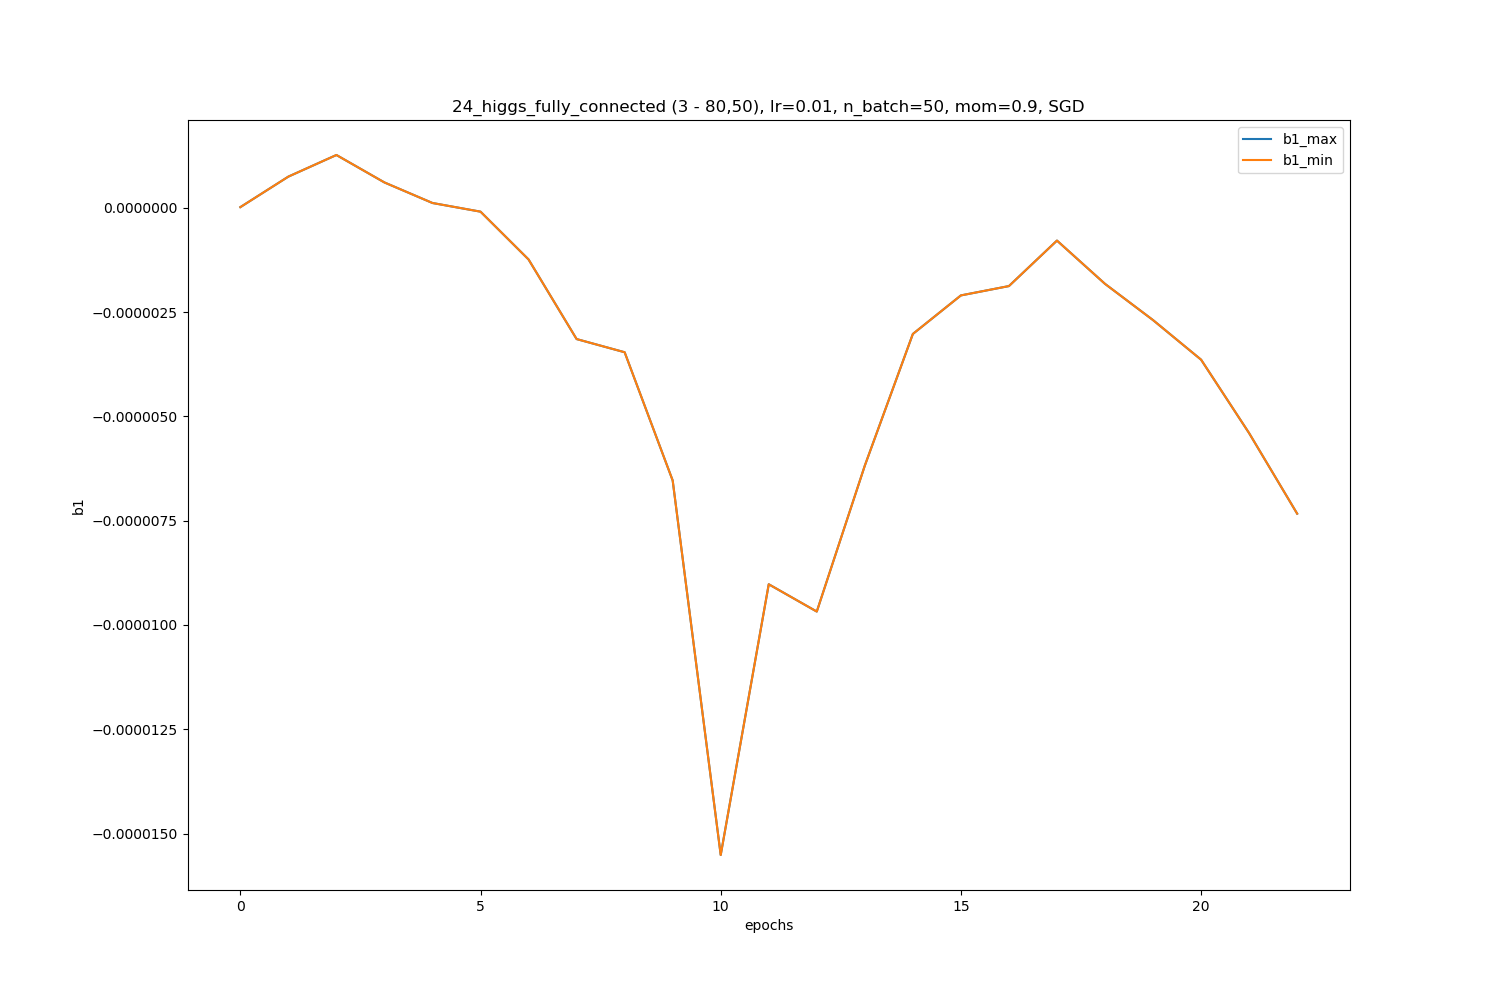 24_higgs_fully_connected (3 - 80,50), lr=0.01, n_batch=50, mom=0.9, SGD
b1_max
b1_min
0.0000000
−0.0000025
−0.0000050
−0.0000075
−0.0000100
−0.0000125
−0.0000150
b1
0 5 10 15 20
epochs